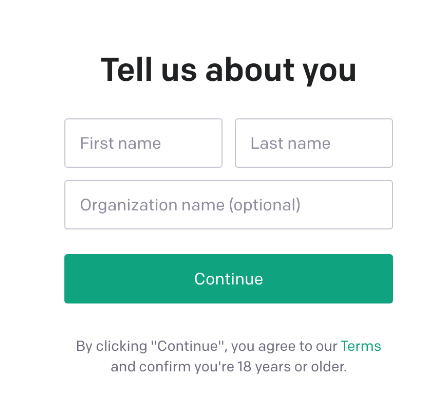 Tell us about you
First name
Last name
Organization name (optional)
Continue
By clicking "Continue", you agree to our Terms
and confirm you're 18 years or older.